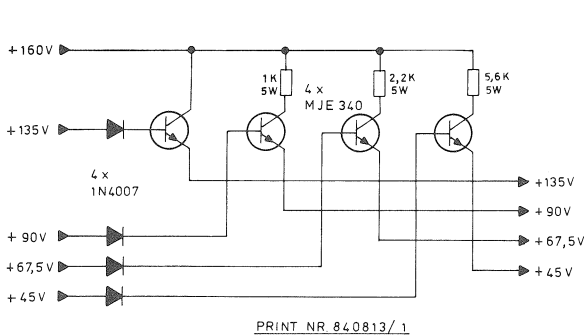 +160V
1K
5W
4 x
MJE 340
2,2K
5W
5,6K
5W
+135V
4 x
1N4007
+135V
+90V
+ 90V
+67,5V
+67,5V
+45V
+45V
PRINT NR. 840813/ 1